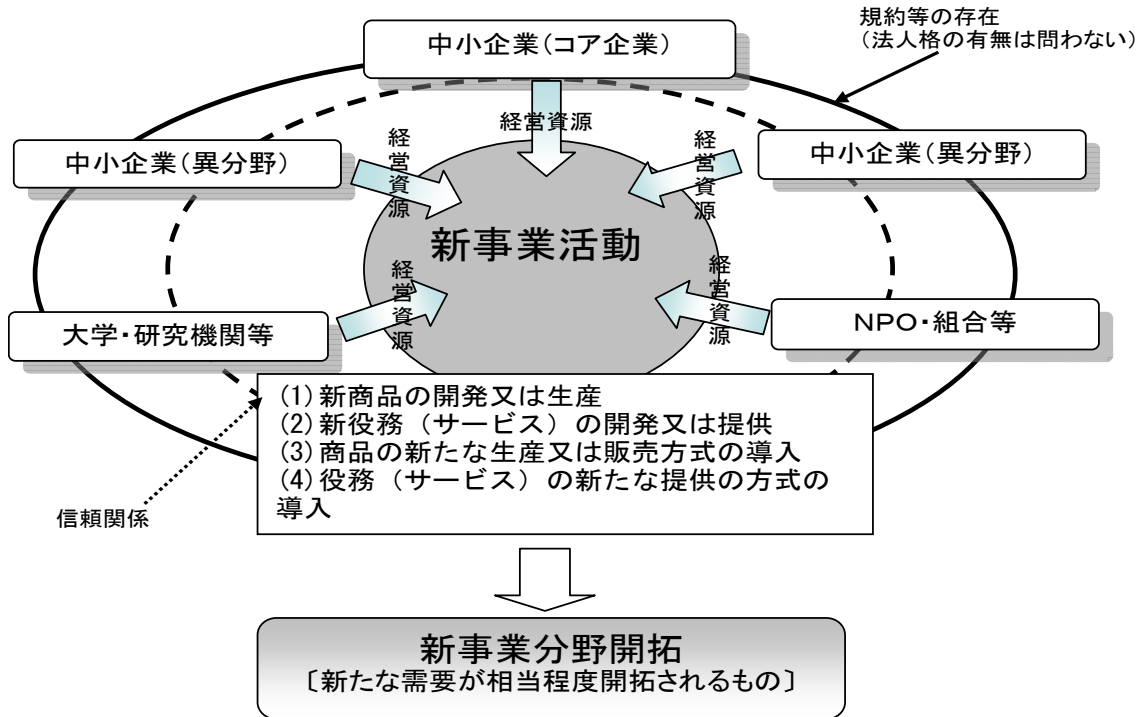 規約等の存在
（法人格の有無は問わない）
中小企業（コア企業）
経営資源
中小企業（異分野）
経営資源
中小企業（異分野）
経営資源
新事業活動
大学・研究機関等
経営資源
NPO・組合等
経営資源
(1)新商品の開発又は生産
(2)新役務（サービス）の開発又は提供
(3)商品の新たな生産又は販売方式の導入
(4)役務（サービス）の新たな提供の方式の
導入
信頼関係
新事業分野開拓
〔新たな需要が相当程度開拓されるもの〕